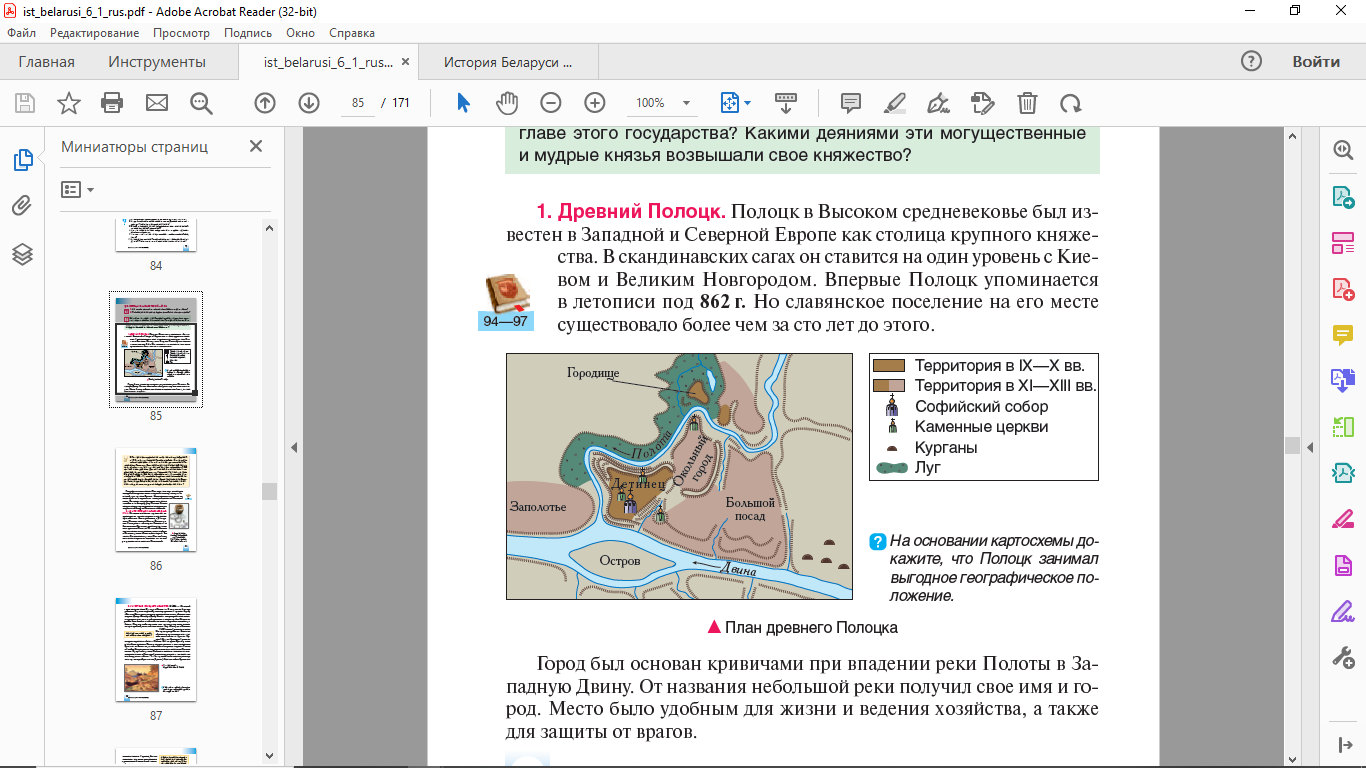 ist_belarusi_6_1_rus.pdf - Adobe Acrobat Reader (32-bit)
Файл Редактирование Просмотр Подпись Окно Справка
Главная Инструменты ist_belarusi_6_1_rus... × История Беларуси ... Войти
85 / 171 100%
Миниатюры страниц
84
85
86
87
главе этого государства? Какими деяниями эти могущественные
и мудрые князья возвышали свое княжество?
1. Древний Полоцк. Полоцк в Высоком средневековье был из-
вестен в Западной и Северной Европе как столица крупного княже-
ства. В скандинавских сагах он ставится на один уровень с Кие-
вом и Великим Новгородом. Впервые Полоцк упоминается
в летописи под 862 г. Но славянское поселение на его месте
существовало более чем за сто лет до этого.
94—97
Городище
Полота
Окольный
город
Детинец
Заполотье
Большой
посад
Остров
Двина
Территория в IX—X вв.
Территория в XI—XIII вв.
Софийский собор
Каменные церкви
Курганы
Луг
? На основании картосхемы до-
кажите, что Полоцк занимал
выгодное географическое по-
ложение.
План древнего Полоцка
Город был основан кривичами при впадении реки Полоты в За-
падную Двину. От названия небольшой реки получил свое имя и го-
род. Место было удобным для жизни и ведения хозяйства, а также
для защиты от врагов.